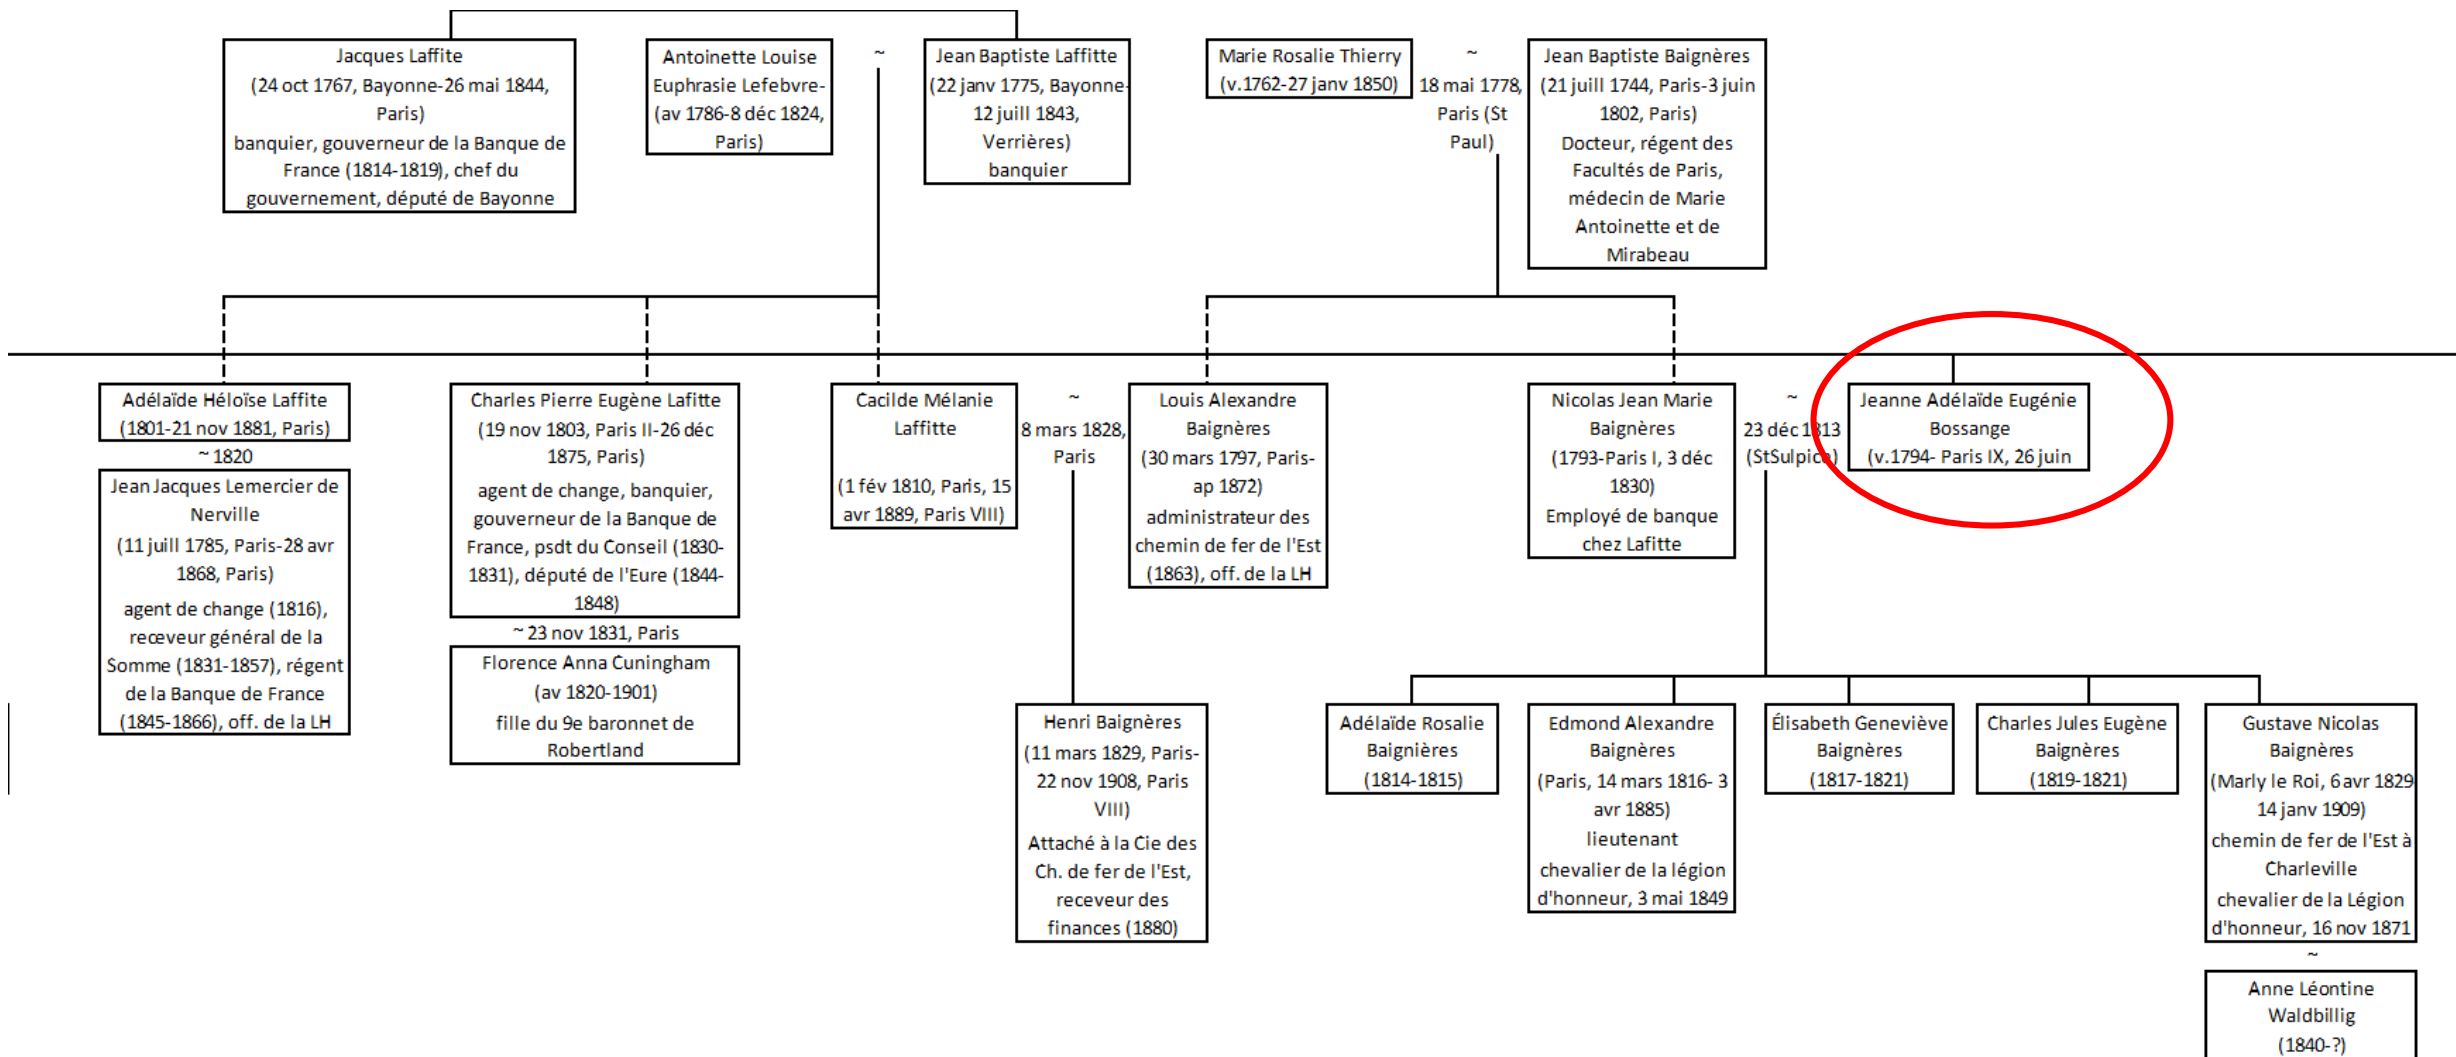 Jacques Laffite
(24 oct 1767, Bayonne-26 mai 1844,
Paris)
banquier, gouverneur de la Banque de
France (1814-1819), chef du
gouvernement, député de Bayonne
Antoinette Louise
Euphrasie Lefebvre-
(av 1786-8 déc 1824,
Paris)
~
Jean Baptiste Laffitte
(22 janv 1775, Bayonne-
12 juill 1843,
Verrières)
banquier
Marie Rosalie Thierry
(v.1762-27 janv 1850)
~
18 mai 1778,
Paris (St
Paul)
Jean Baptiste Baignères
(21 juill 1744, Paris-3 juin
1802, Paris)
Docteur, régent des
Facultés de Paris,
médecin de Marie
Antoinette et de
Mirabeau
Adélaïde Héloïse Laffite
(1801-21 nov 1881, Paris)
~ 1820
Jean Jacques Lemercier de
Nerville
(11 juill 1785, Paris-28 avr
1868, Paris)
agent de change (1816),
receveur général de la
Somme (1831-1857), régent
de la Banque de France
(1845-1866), off. de la LH
Charles Pierre Eugène Lafitte
(19 nov 1803, Paris II-26 déc
1875, Paris)
agent de change, banquier,
gouverneur de la Banque de
France, psdt du Conseil (1830-
1831), député de l'Eure (1844-
1848)
~ 23 nov 1831, Paris
Florence Anna Cuningham
(av 1820-1901)
fille du 9e baronnet de
Robertland
Cacilde Mélanie
Laffitte
(1 fév 1810, Paris, 15
avr 1889, Paris VIII)
~
8 mars 1828,
Paris
Louis Alexandre
Baignères
(30 mars 1797, Paris-
ap 1872)
administrateur des
chemin de fer de l'Est
(1863), off. de la LH
Nicolas Jean Marie
Baignères
(1793-Paris I, 3 déc
1830)
Employé de banque
chez Lafitte
~
23 déc 1813
(StSulpice)
Jeanne Adélaïde Eugénie
Bossange
(v.1794- Paris IX, 26 juin
Henri Baignères
(11 mars 1829, Paris-
22 nov 1908, Paris
VIII)
Attaché à la Cie des
Ch. de fer de l'Est,
receveur des
finances (1880)
Adélaïde Rosalie
Baignières
(1814-1815)
Edmond Alexandre
Baignères
(Paris, 14 mars 1816- 3
avr 1885)
lieutenant
chevalier de la légion
d'honneur, 3 mai 1849
Élisabeth Geneviève
Baignères
(1817-1821)
Charles Jules Eugène
Baignères
(1819-1821)
Gustave Nicolas
Baignères
(Marly le Roi, 6 avr 1829
14 janv 1909)
chemin de fer de l'Est à
Charleville
chevalier de la Légion
d'honneur, 16 nov 1871
~
Anne Léontine
Waldbillig
(1840-?)